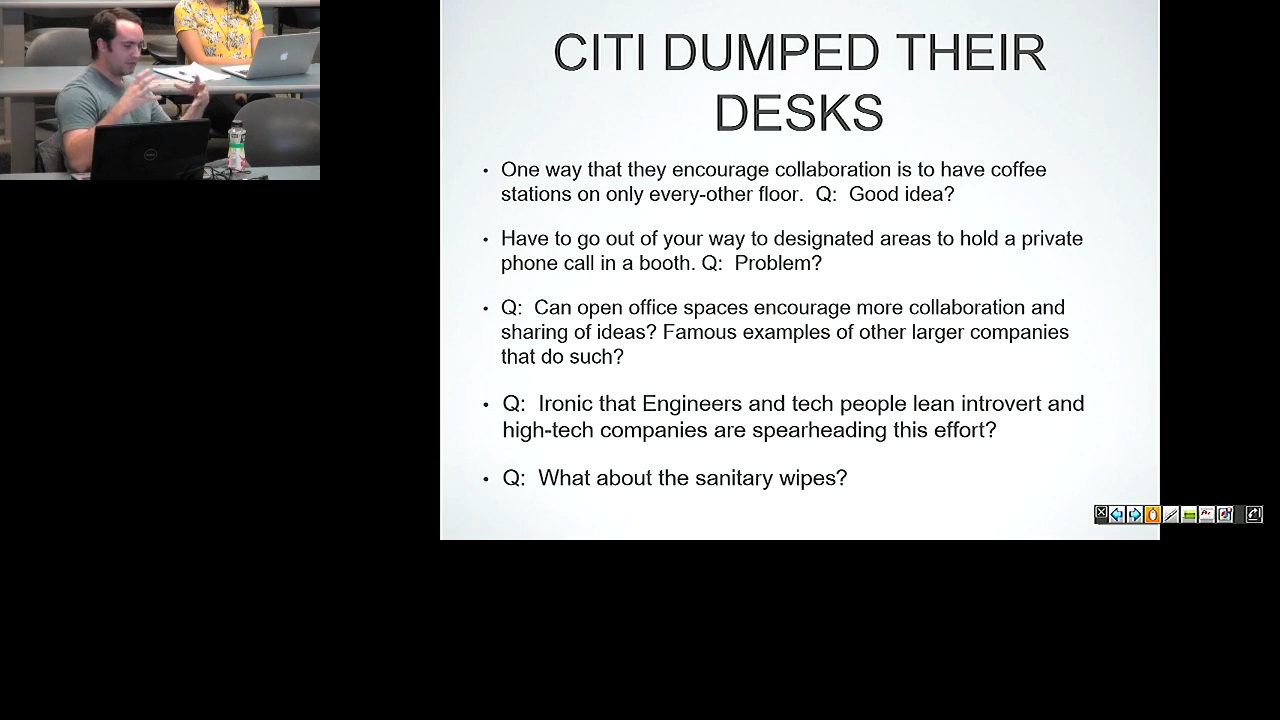 CITI DUMPED THEIR
DESKS
• One way that they encourage collaboration is to have coffee
stations on only every-other floor. Q: Good idea?
• Have to go out of your way to designated areas to hold a private
phone call in a booth. Q: Problem?
• Q: Can open office spaces encourage more collaboration and
sharing of ideas? Famous examples of other larger companies
that do such?
• Q: Ironic that Engineers and tech people lean introvert and
high-tech companies are spearheading this effort?
• Q: What about the sanitary wipes?